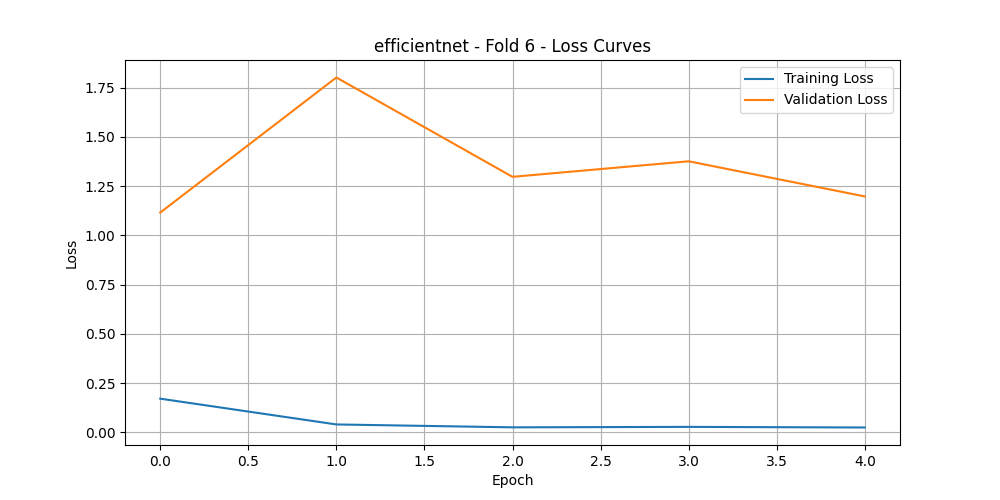 efficientnet - Fold 6 - Loss Curves
Training Loss
Validation Loss
1.75
1.50
1.25
1.00
0.75
0.50
0.25
0.00
Loss
0.0 0.5 1.0 1.5 2.0 2.5 3.0 3.5 4.0
Epoch